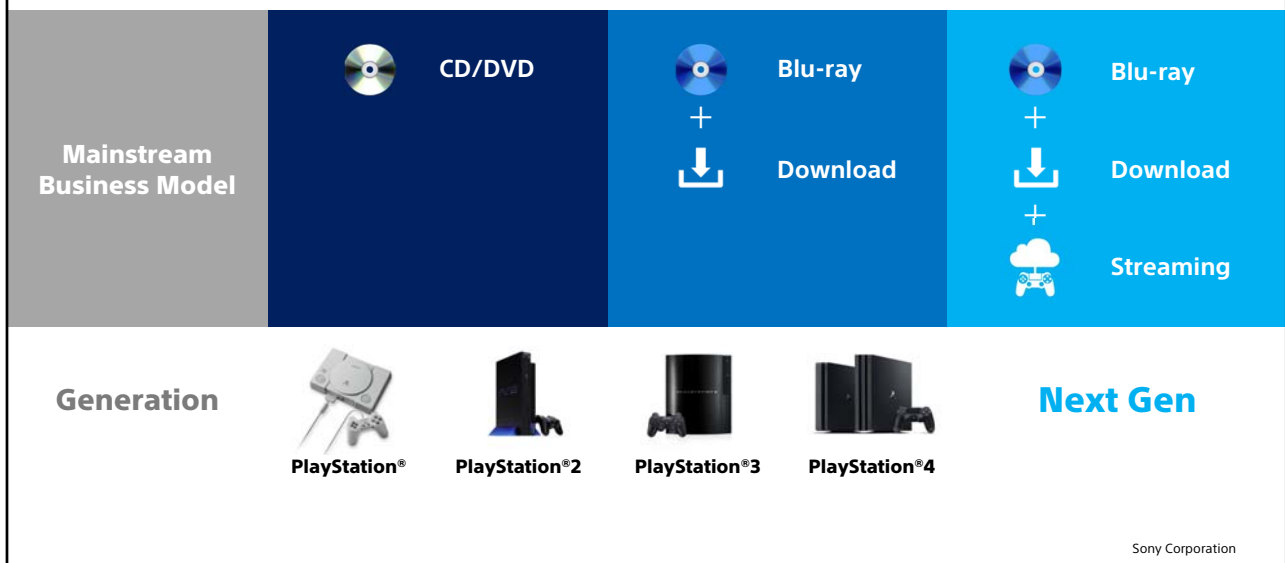 CD/DVD
Blu-ray
Blu-ray
+
+
Mainstream
Business Model
Download
Download
+
Streaming
Generation
Next Gen
PlayStation®
PlayStation®2
PlayStation®3
PlayStation®4
Sony Corporation